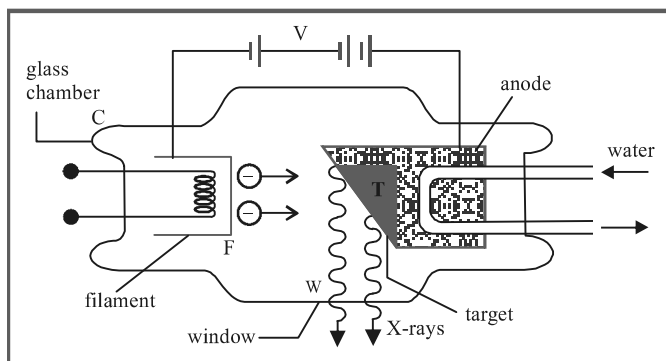 V
glass
chamber
C
anode
water
T
F
filament
W
window
X-rays
target